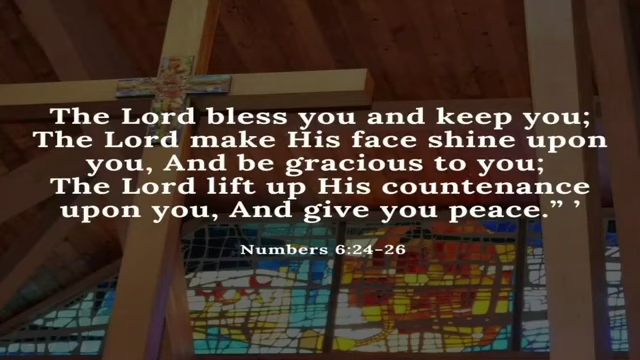 The Lord bless you and keep you;
The Lord make His face shine upon
you, And be gracious to you;
The Lord lift up His countenance
upon you, And give you peace.” ’
Numbers 6:24-26